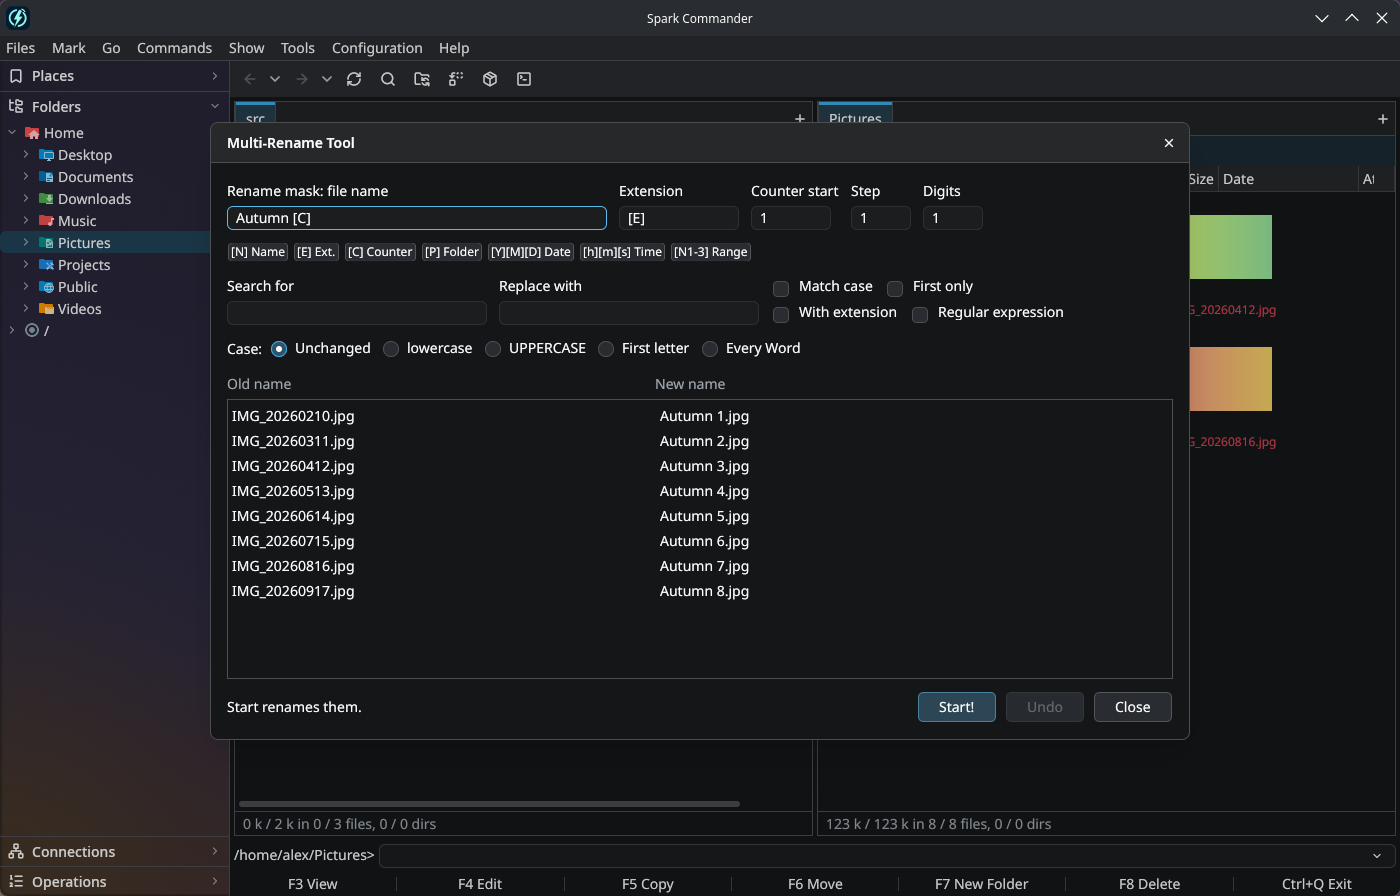 Spark Commander
Files Mark Go Commands Show Tools Configuration Help
Places
Folders
Home
Desktop
Documents
Downloads
Music
Pictures
Projects
Public
Videos
/
src
Pictures
Size Date
_20260412.jpg
_20260816.jpg
Multi-Rename Tool
Rename mask: file name Extension Counter start Step Digits
Autumn [C] [E] 1 1 1
[N] Name [E] Ext. [C] Counter [P] Folder [Y][M][D] Date [h][m][s] Time [N1-3] Range
Search for Replace with Match case First only
With extension Regular expression
Case: Unchanged lowercase UPPERCASE First letter Every Word
Old name New name
IMG_20260210.jpg Autumn 1.jpg
IMG_20260311.jpg Autumn 2.jpg
IMG_20260412.jpg Autumn 3.jpg
IMG_20260513.jpg Autumn 4.jpg
IMG_20260614.jpg Autumn 5.jpg
IMG_20260715.jpg Autumn 6.jpg
IMG_20260816.jpg Autumn 7.jpg
IMG_20260917.jpg Autumn 8.jpg
Start renames them. Start! Undo Close
0 k / 2 k in 0 / 3 files, 0 / 0 dirs
123 k / 123 k in 8 / 8 files, 0 / 0 dirs
Connections
Operations
/home/alex/Pictures>
F3 View F4 Edit F5 Copy F6 Move F7 New Folder F8 Delete Ctrl+Q Exit